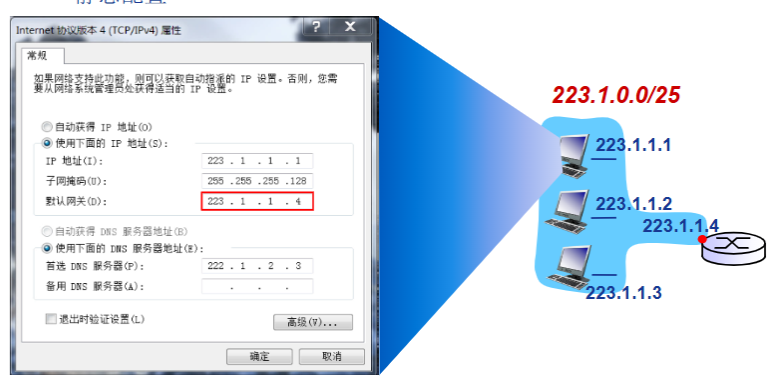 静态配置
Internet 协议版本 4 (TCP/IPv4) 属性
? X
常规
如果网络支持此功能，则可以获取自动指派的 IP 设置。否则，您需
要从网络系统管理员处获得适当的 IP 设置。
自动获得 IP 地址(O)
使用下面的 IP 地址(S):
IP 地址(I): 223 . 1 . 1 . 1
子网掩码(U): 255 .255 .255 .128
默认网关(D): 223 . 1 . 1 . 4
自动获得 DNS 服务器地址(B)
使用下面的 DNS 服务器地址(E):
首选 DNS 服务器(P): 222 . 1 . 2 . 3
备用 DNS 服务器(A): . . .
退出时验证设置(L)
高级(V)...
确定 取消
223.1.0.0/25
223.1.1.1
223.1.1.2
223.1.1.4
223.1.1.3